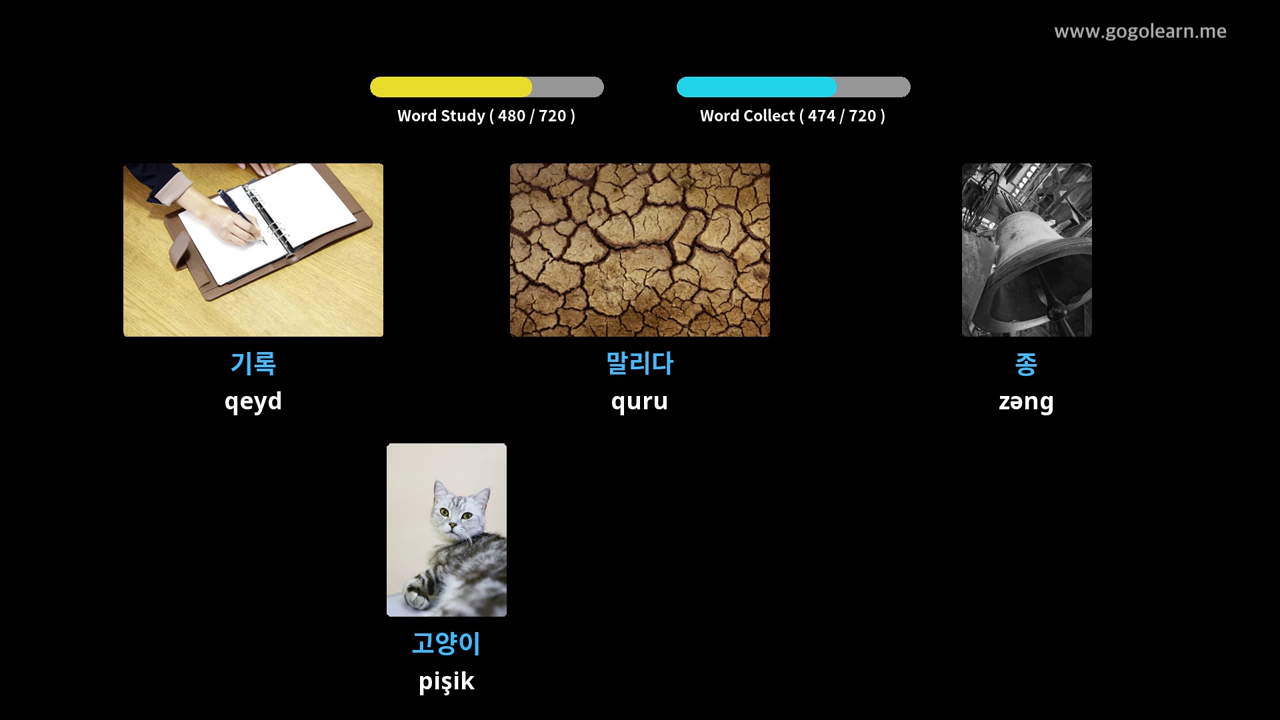 www.gogolearn.me
Word Study ( 480 / 720 )
Word Collect ( 474 / 720 )
기록
qeyd
말리다
quru
종
zəng
고양이
pişik